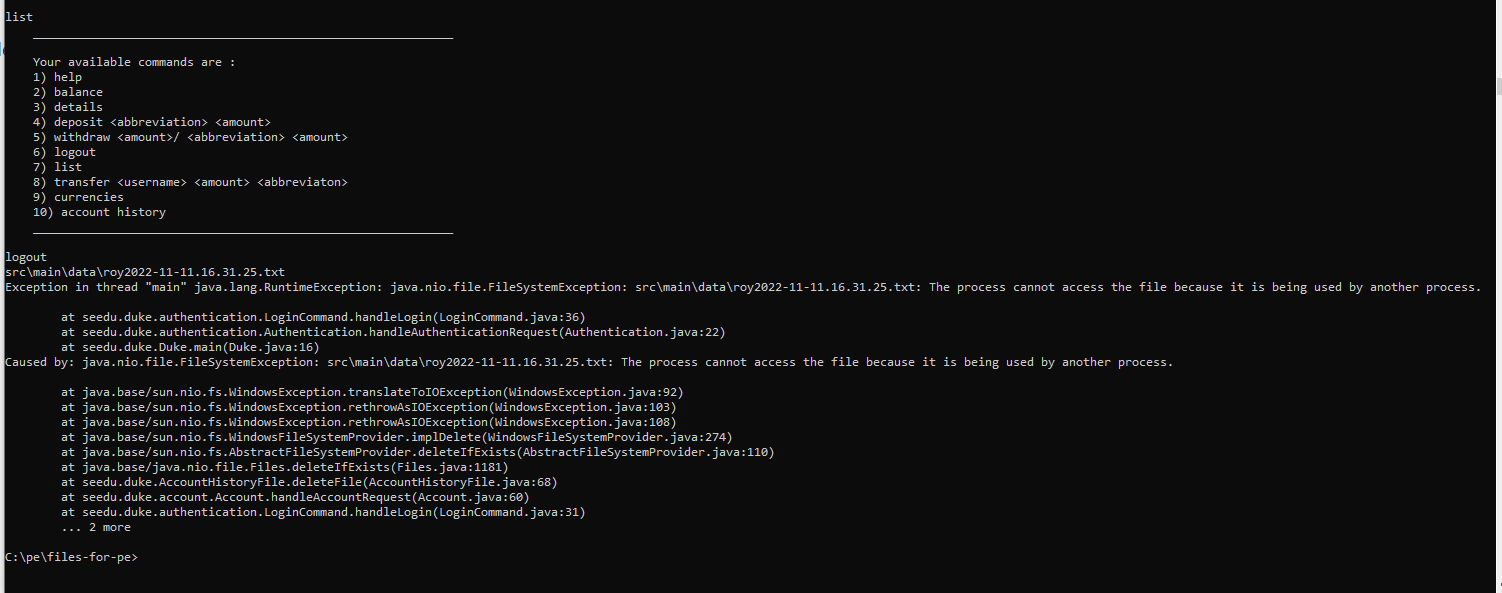 list
Your available commands are :
1) help
2) balance
3) details
4) deposit <abbreviation> <amount>
5) withdraw <amount>/ <abbreviation> <amount>
6) logout
7) list
8) transfer <username> <amount> <abbreviaton>
9) currencies
10) account history
logout
src\main\data\roy2022-11-11.16.31.25.txt
Exception in thread "main" java.lang.RuntimeException: java.nio.file.FileSystemException: src\main\data\roy2022-11-11.16.31.25.txt: The process cannot access the file because it is being used by another process.
at seedu.duke.authentication.LoginCommand.handleLogin(LoginCommand.java:36)
at seedu.duke.authentication.Authentication.handleAuthenticationRequest(Authentication.java:22)
at seedu.duke.Duke.main(Duke.java:16)
Caused by: java.nio.file.FileSystemException: src\main\data\roy2022-11-11.16.31.25.txt: The process cannot access the file because it is being used by another process.
at java.base/sun.nio.fs.WindowsException.translateToIOException(WindowsException.java:92)
at java.base/sun.nio.fs.WindowsException.rethrowAsIOException(WindowsException.java:103)
at java.base/sun.nio.fs.WindowsException.rethrowAsIOException(WindowsException.java:108)
at java.base/sun.nio.fs.WindowsFileSystemProvider.implDelete(WindowsFileSystemProvider.java:274)
at java.base/sun.nio.fs.AbstractFileSystemProvider.deleteIfExists(AbstractFileSystemProvider.java:110)
at java.base/java.nio.file.Files.deleteIfExists(Files.java:1181)
at seedu.duke.AccountHistoryFile.deleteFile(AccountHistoryFile.java:68)
at seedu.duke.account.Account.handleAccountRequest(Account.java:60)
at seedu.duke.authentication.LoginCommand.handleLogin(LoginCommand.java:31)
... 2 more
C:\pe\files-for-pe>